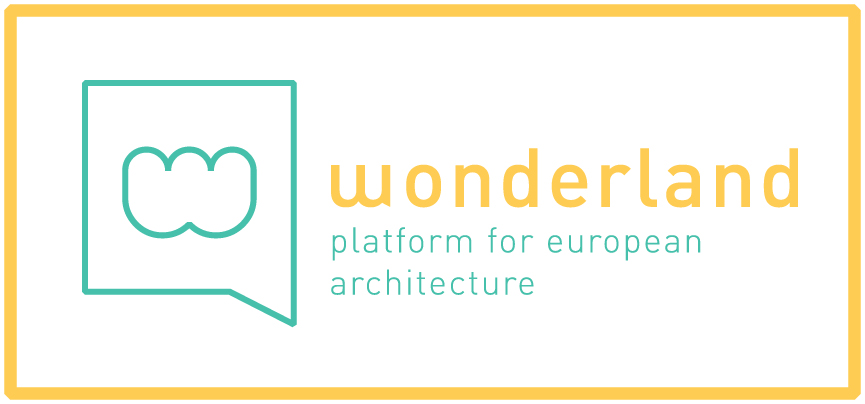 wonderland
platform for european
architecture